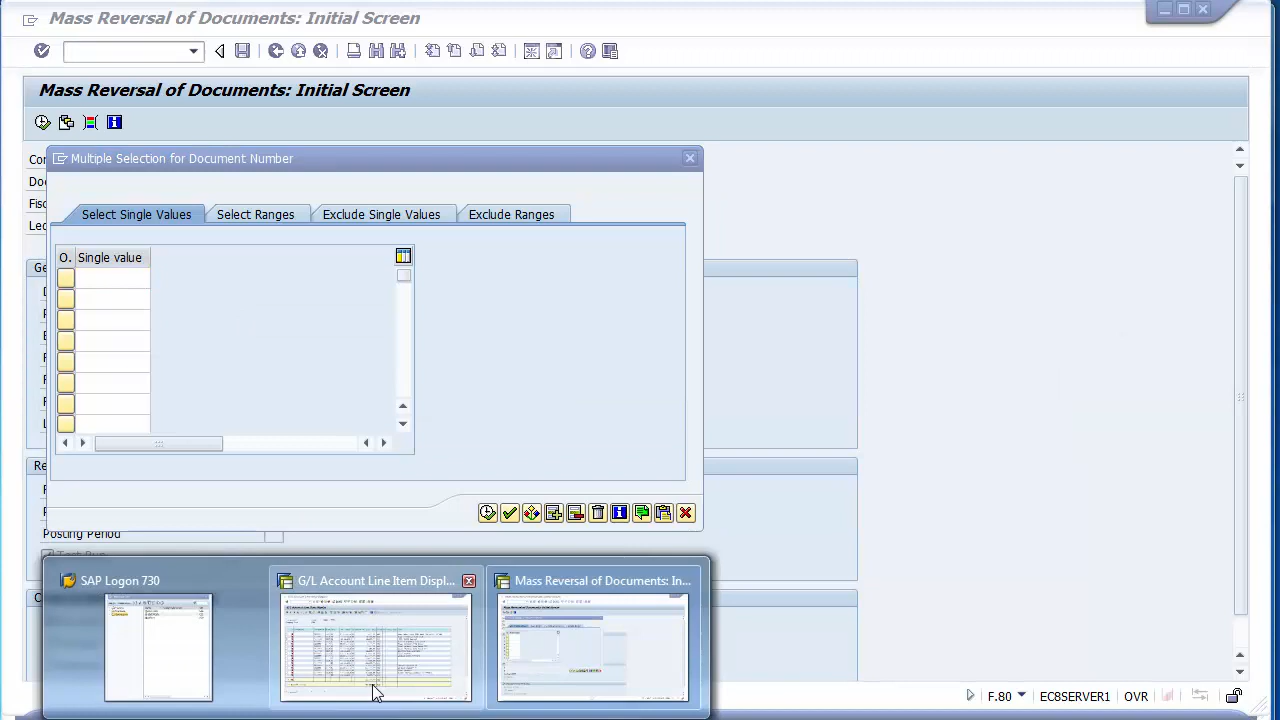 Mass Reversal of Documents: Initial Screen
Mass Reversal of Documents: Initial Screen
Multiple Selection for Document Number
Select Single Values
Select Ranges
Exclude Single Values
Exclude Ranges
O.
Single value
Posting Period
Test Run
SAP Logon 730
G/L Account Line Item Displ...
Mass Reversal of Documents: In...
F.80
EC8SERVER1
OVR